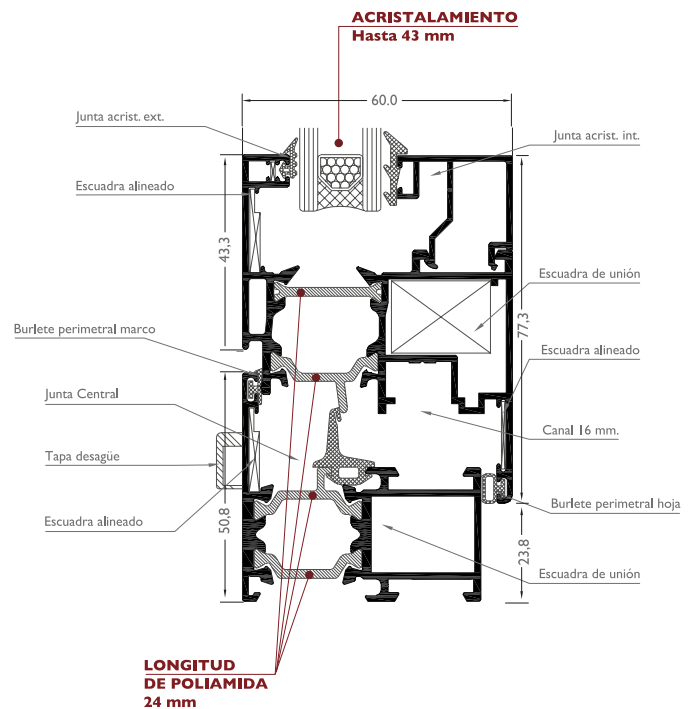 ACRISTALAMIENTO
Hasta 43 mm
60.0
Junta acrist. ext.
Junta acrist. int.
Escuadra alineado
43,3
Escuadra de unión
77,3
Burlete perimetral marco
Escuadra alineado
Junta Central
Canal 16 mm.
Tapa desagüe
Burlete perimetral hoja
Escuadra alineado
50,8
23,8
Escuadra de unión
LONGITUD
DE POLIAMIDA
24 mm